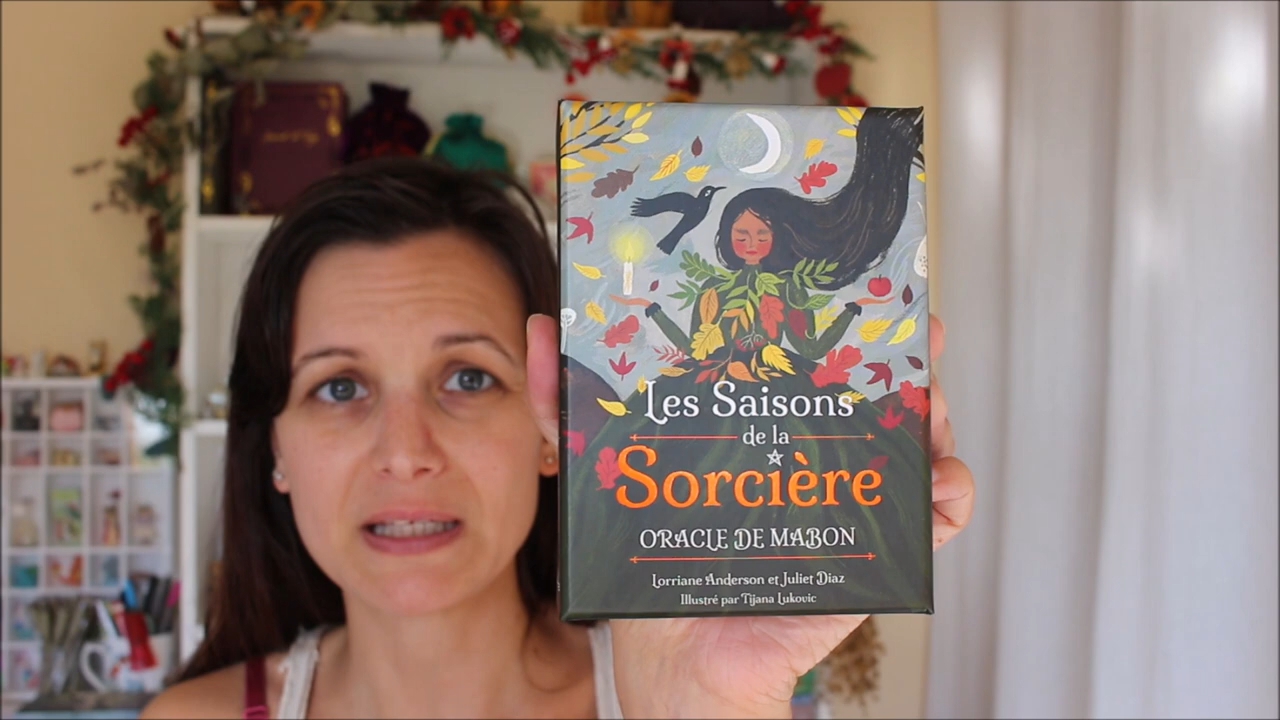 Les Saisons
de la
Sorcière
ORACLE DE MABON
Lorriane Anderson et Juliet Diaz
Illustré par Tijana Lukovic